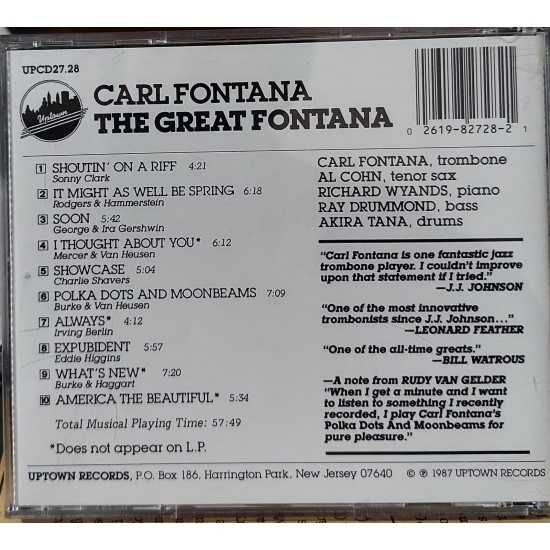 UPCD27.28
Uptown
CARL FONTANA
THE GREAT FONTANA
0 2619-82728-2 1
1 SHOUTIN' ON A RIFF 4:21
Sonny Clark
2 IT MIGHT AS WELL BE SPRING 6:18
Rodgers & Hammerstein
3 SOON 5:42
George & Ira Gershwin
4 I THOUGHT ABOUT YOU* 6:12
Mercer & Van Heusen
5 SHOWCASE 5:04
Charlie Shavers
6 POLKA DOTS AND MOONBEAMS 7:09
Burke & Van Heusen
7 ALWAYS* 4:12
Irving Berlin
8 EXPUBIDENT 5:57
Eddie Higgins
9 WHAT'S NEW* 7:20
Burke & Haggart
10 AMERICA THE BEAUTIFUL* 5:34
Total Musical Playing Time: 57:49
*Does not appear on L.P.
CARL FONTANA, trombone
AL COHN, tenor sax
RICHARD WYANDS, piano
RAY DRUMMOND, bass
AKIRA TANA, drums
"Carl Fontana is one fantastic jazz
trombone player. I couldn't improve
upon that statement if I tried."
—J.J. JOHNSON
"One of the most innovative
trombonists since J.J. Johnson..."
—LEONARD FEATHER
"One of the all-time greats."
—BILL WATROUS
—A note from RUDY VAN GELDER
"When I get a minute and I want
to listen to something I recently
recorded, I play Carl Fontana's
Polka Dots And Moonbeams for
pure pleasure."
UPTOWN RECORDS, P.O. Box 186, Harrington Park, New Jersey 07640 © ℗ 1987 UPTOWN RECORDS